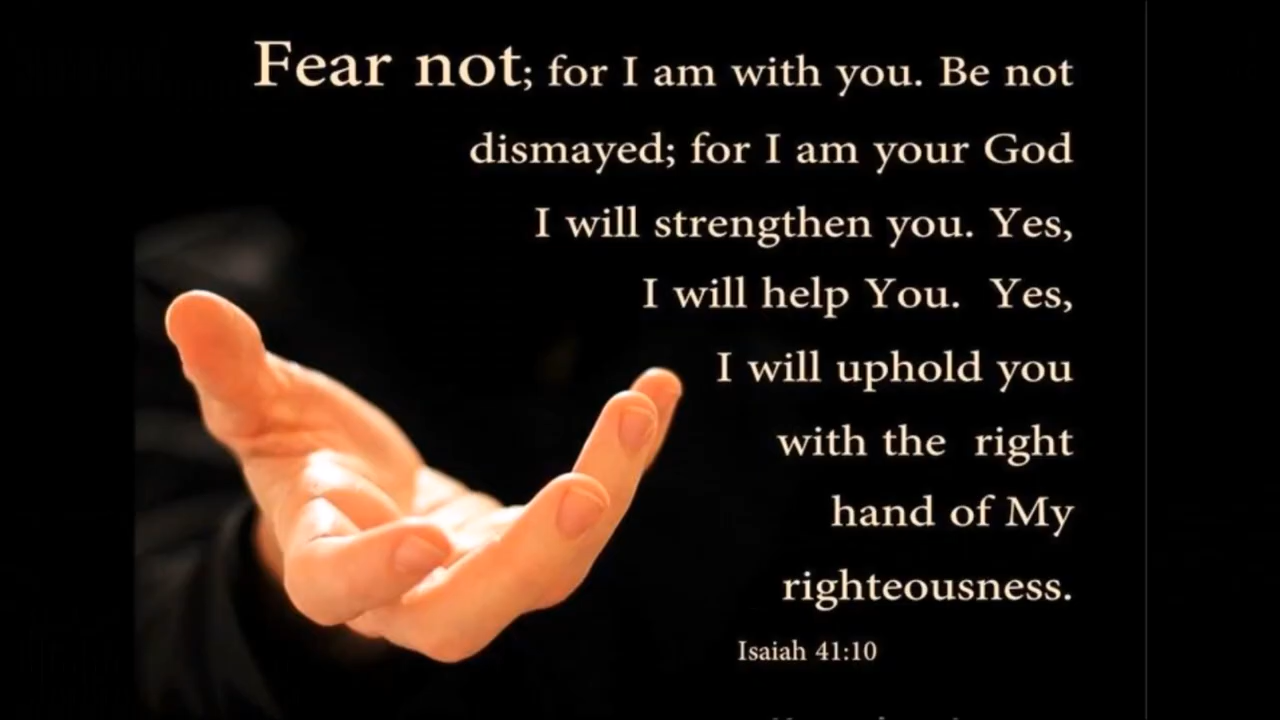 Fear not; for I am with you. Be not
dismayed; for I am your God
I will strengthen you. Yes,
I will help You. Yes,
I will uphold you
with the right
hand of My
righteousness.
Isaiah 41:10